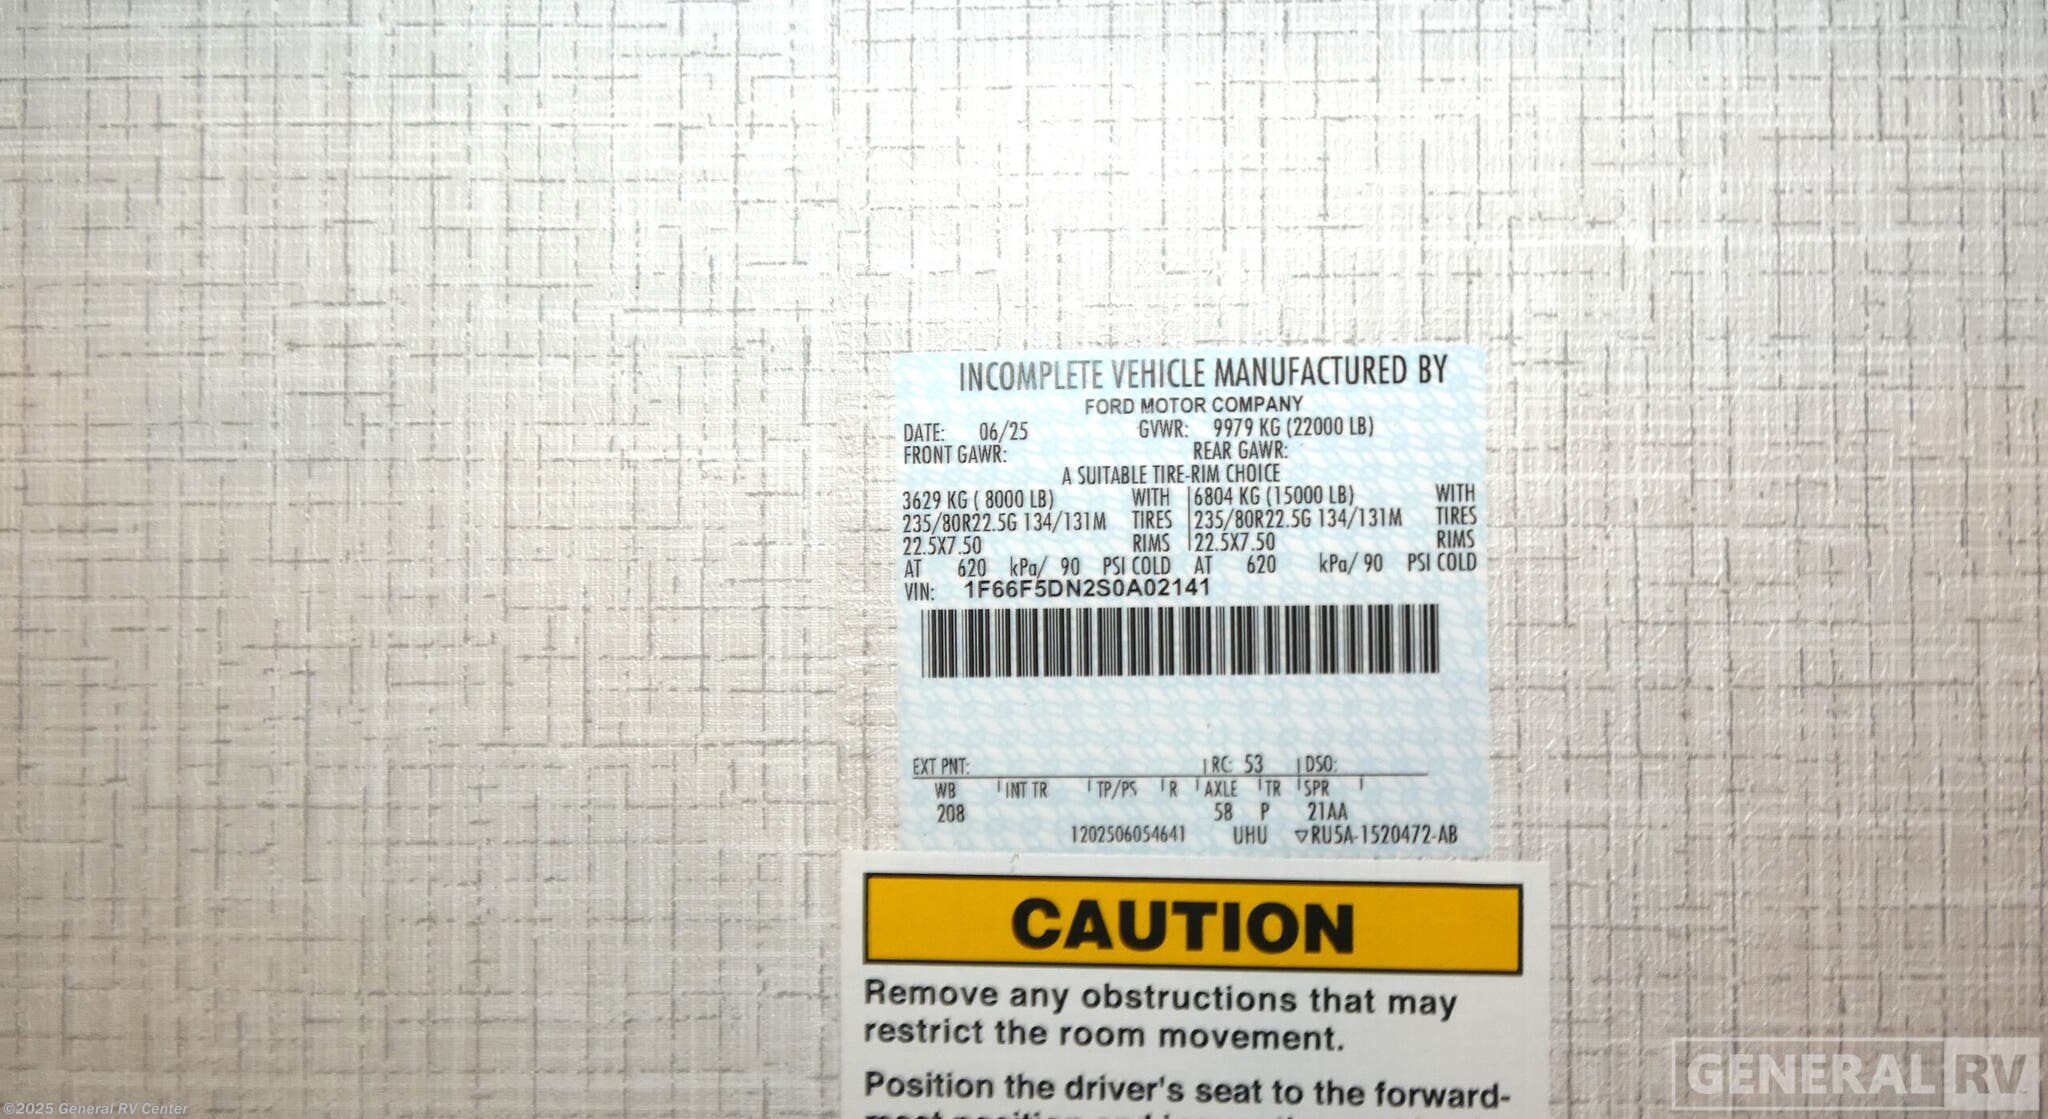 INCOMPLETE VEHICLE MANUFACTURED BY
FORD MOTOR COMPANY
DATE: 06/25 GVWR: 9979 KG (22000 LB)
FRONT GAWR: REAR GAWR:
A SUITABLE TIRE-RIM CHOICE
3629 KG ( 8000 LB) WITH 6804 KG (15000 LB) WITH
235/80R22.5G 134/131M TIRES 235/80R22.5G 134/131M TIRES
22.5X7.50 RIMS 22.5X7.50 RIMS
AT 620 kPa/ 90 PSI COLD AT 620 kPa/ 90 PSI COLD
VIN: 1F66F5DN2S0A02141
EXT PNT: RC: 53 DSO:
WB INT TR TP/PS R AXLE TR SPR
208 58 P 21AA
1202506054641 UHU ▽RU5A-1520472-AB
CAUTION
Remove any obstructions that may
restrict the room movement.
Position the driver's seat to the forward-
GENERAL RV
©2025 General RV Center